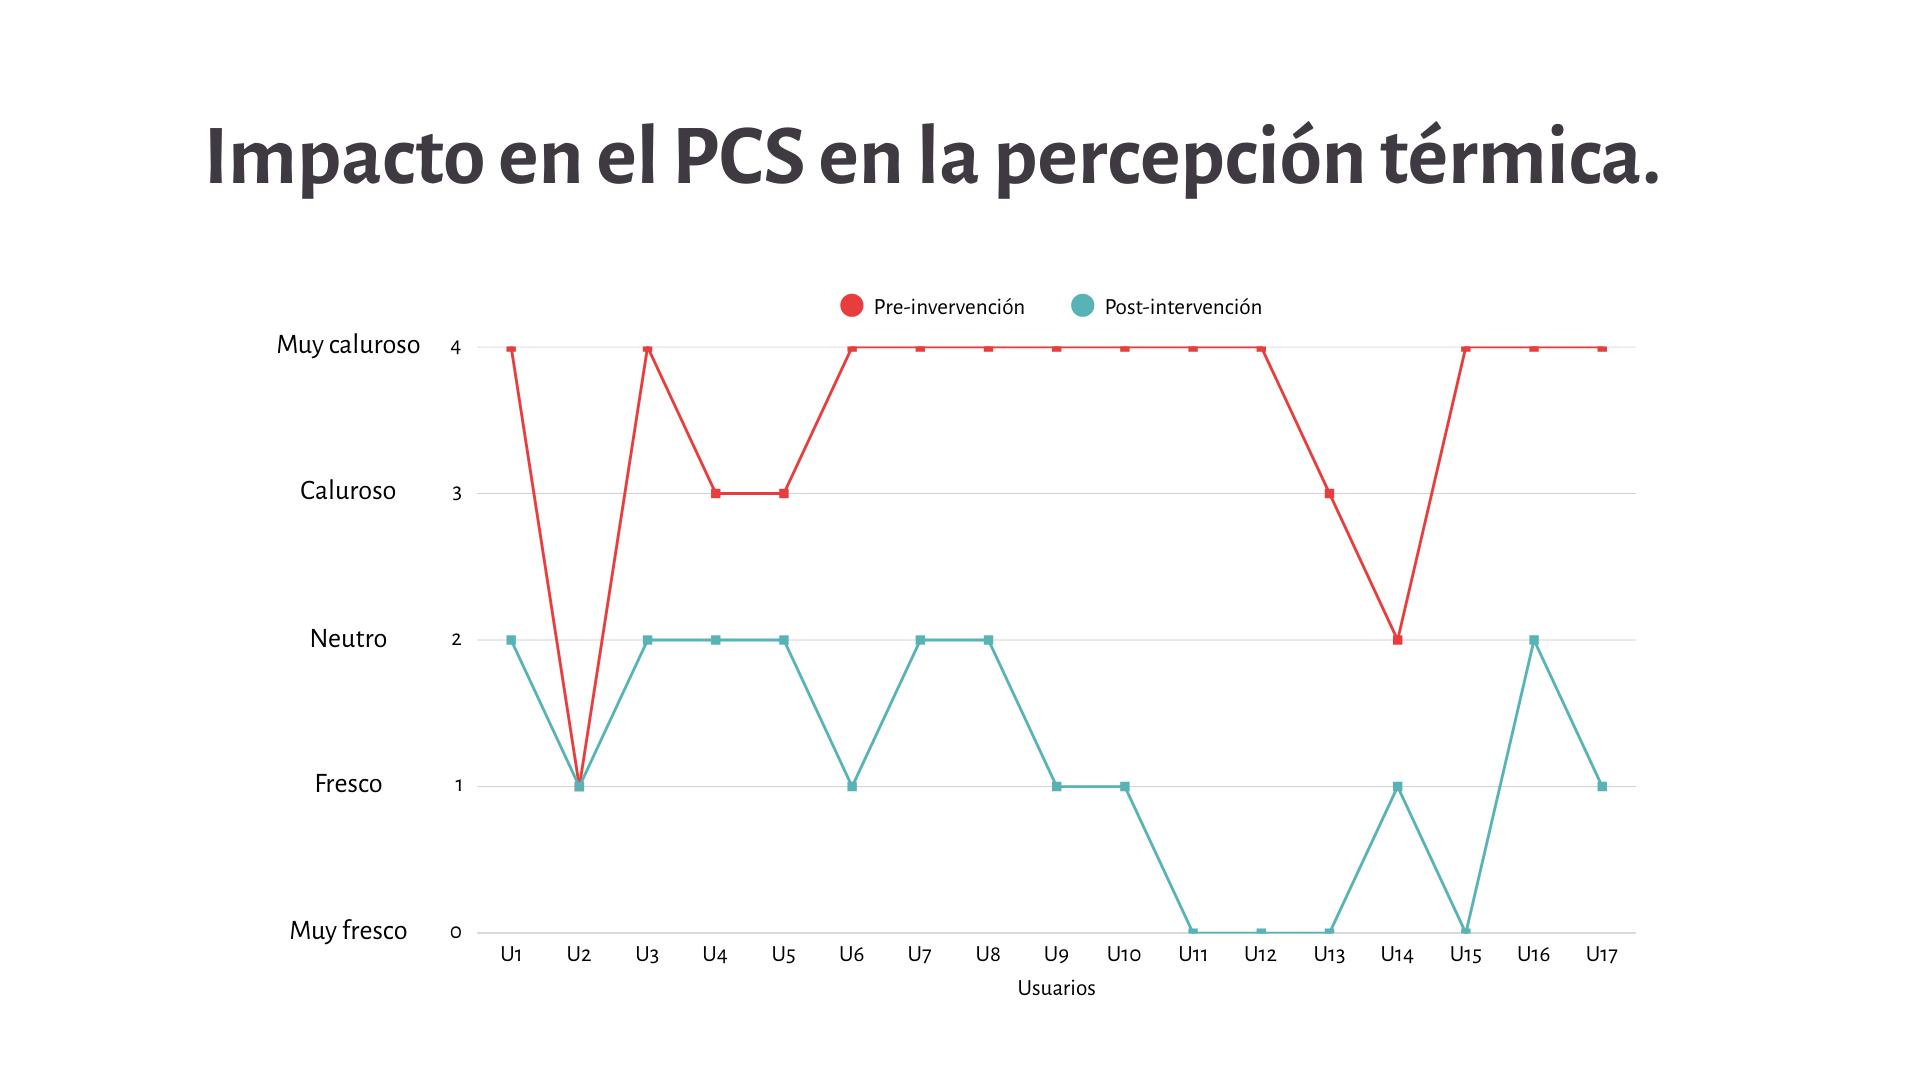 Impacto en el PCS en la percepción térmica.
Pre-invervención Post-intervención
Muy caluroso 4
Caluroso 3
Neutro 2
Fresco 1
Muy fresco 0
U1 U2 U3 U4 U5 U6 U7 U8 U9 U10 U11 U12 U13 U14 U15 U16 U17
Usuarios